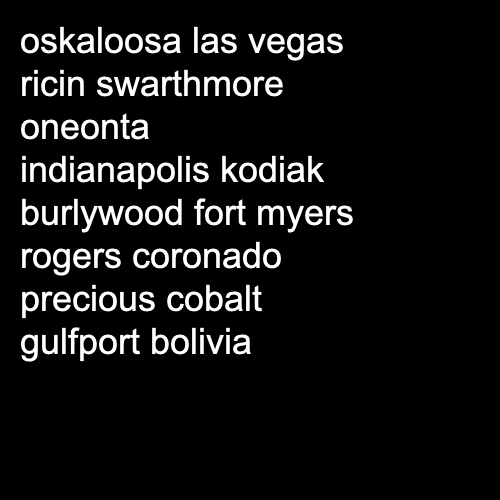 oskaloosa las vegas
ricin swarthmore
oneonta
indianapolis kodiak
burlywood fort myers
rogers coronado
precious cobalt
gulfport bolivia